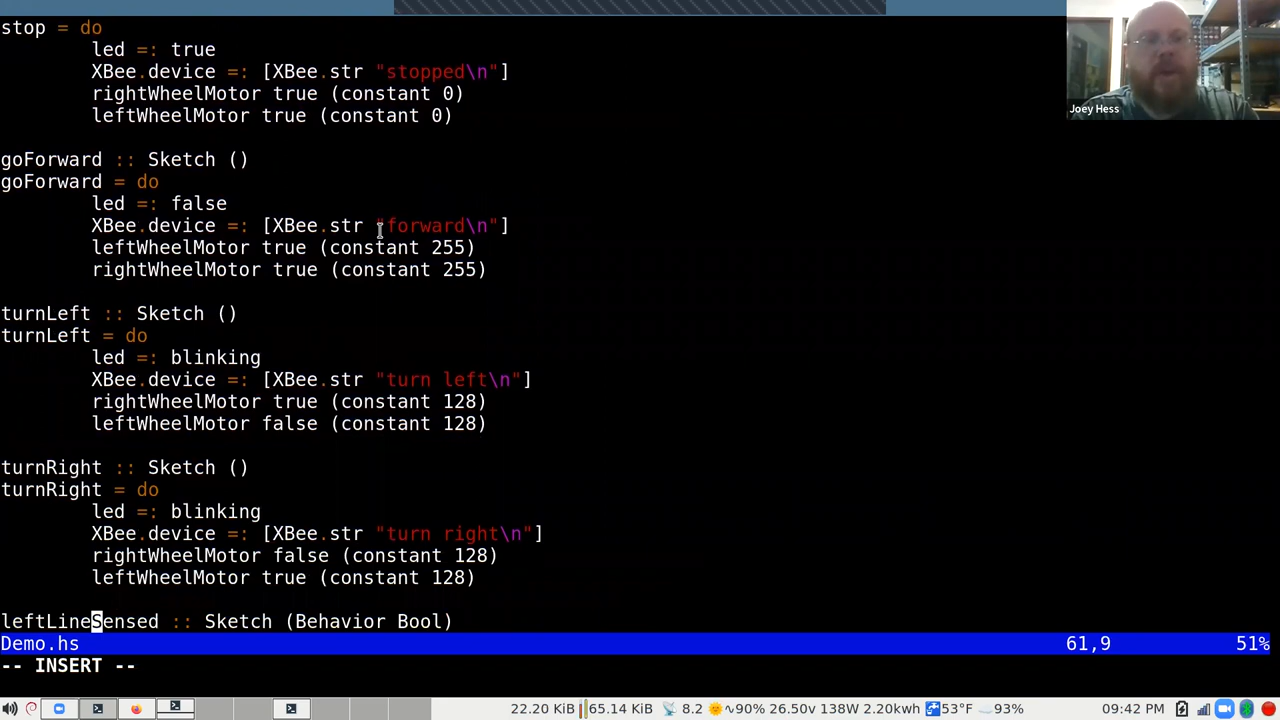 stop = do
led =: true
XBee.device =: [XBee.str "stopped\n"]
rightWheelMotor true (constant 0)
leftWheelMotor true (constant 0)
Joey Hess
goForward :: Sketch ()
goForward = do
led =: false
XBee.device =: [XBee.str "forward\n"]
leftWheelMotor true (constant 255)
rightWheelMotor true (constant 255)
turnLeft :: Sketch ()
turnLeft = do
led =: blinking
XBee.device =: [XBee.str "turn left\n"]
rightWheelMotor true (constant 128)
leftWheelMotor false (constant 128)
turnRight :: Sketch ()
turnRight = do
led =: blinking
XBee.device =: [XBee.str "turn right\n"]
rightWheelMotor false (constant 128)
leftWheelMotor true (constant 128)
leftLineSensed :: Sketch (Behavior Bool)
Demo.hs 61,9 51%
-- INSERT --
22.20 KiB 65.14 KiB 8.2 ∿90% 26.50v 138W 2.20kwh 53°F 93% 09:42 PM